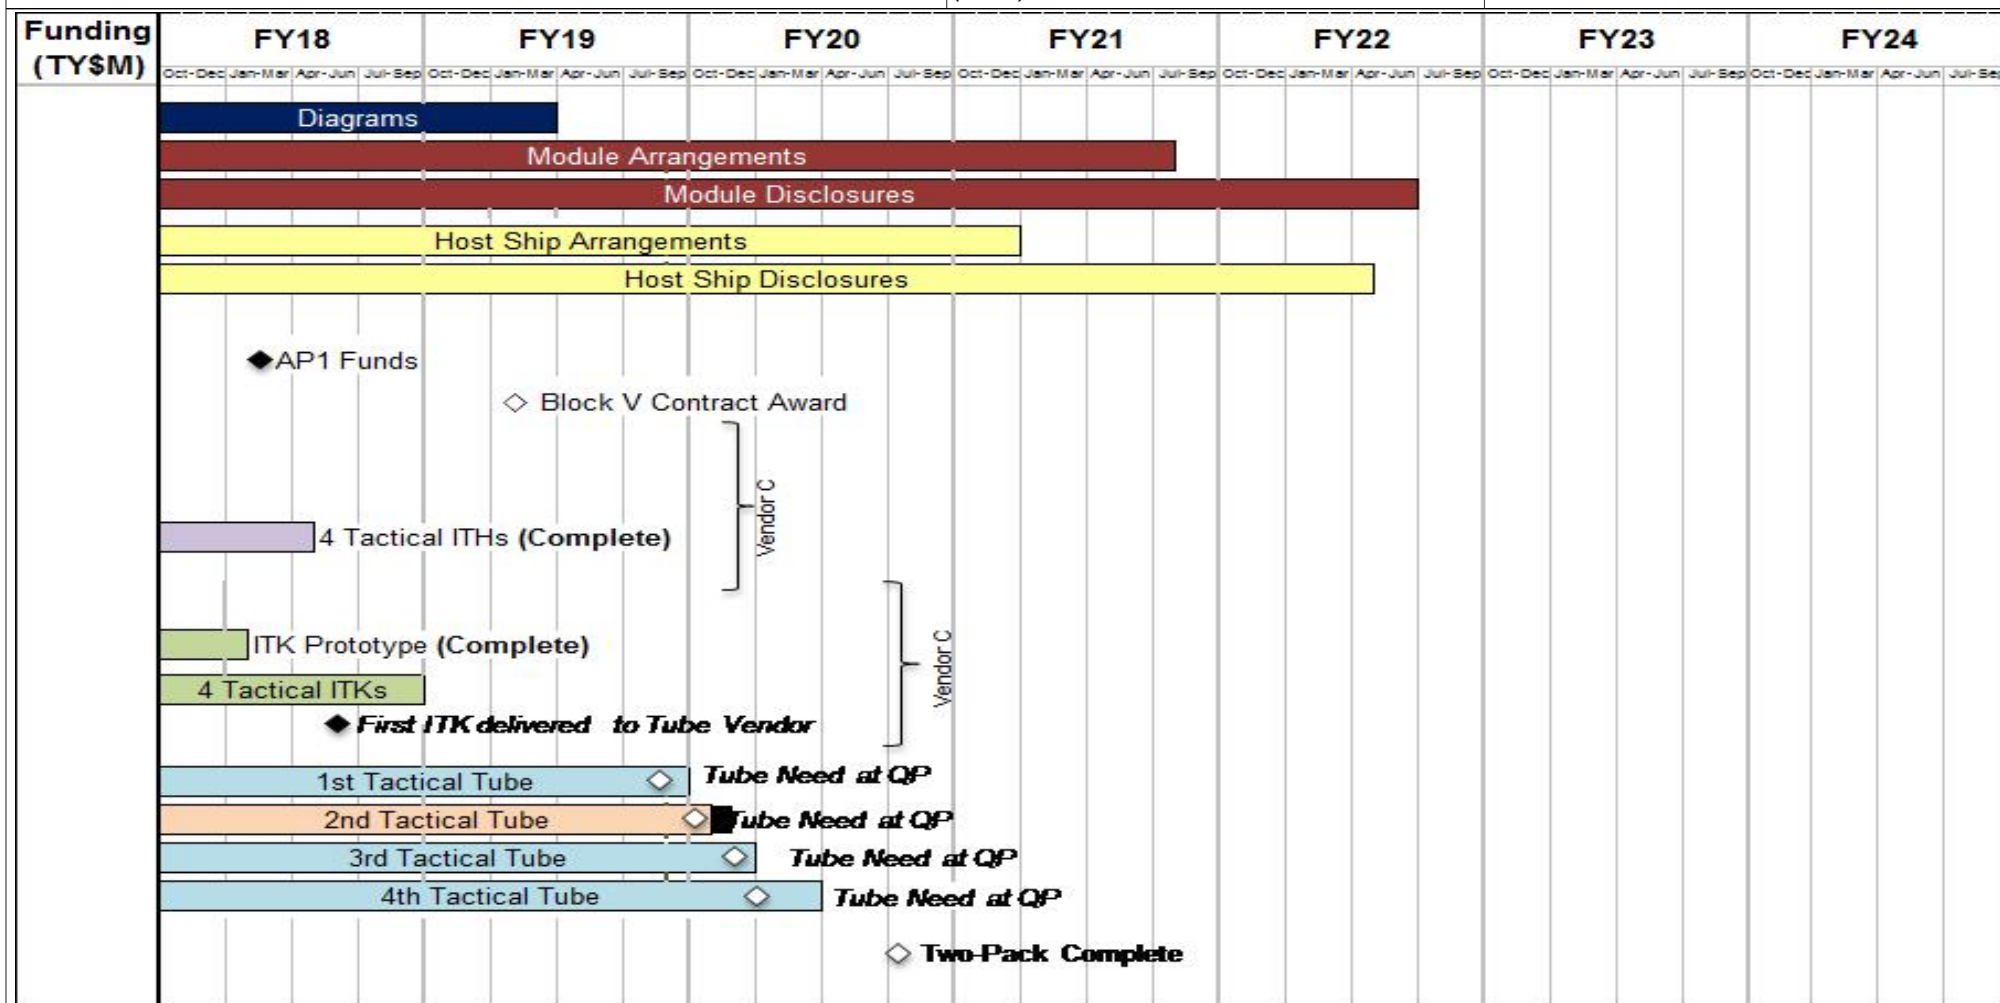 Funding
(TY$M)
FY18 FY19 FY20 FY21 FY22 FY23 FY24
Oct-Dec Jan-Mar Apr-Jun Jul-Sep Oct-Dec Jan-Mar Apr-Jun Jul-Sep Oct-Dec Jan-Mar Apr-Jun Jul-Sep Oct-Dec Jan-Mar Apr-Jun Jul-Sep Oct-Dec Jan-Mar Apr-Jun Jul-Sep Oct-Dec Jan-Mar Apr-Jun Jul-Sep Oct-Dec Jan-Mar Apr-Jun
Diagrams
Module Arrangements
Module Disclosures
Host Ship Arrangements
Host Ship Disclosures
AP1 Funds
Block V Contract Award
Vendor C
4 Tactical ITHs (Complete)
ITK Prototype (Complete)
Vendor C
4 Tactical ITKs
First ITK delivered to Tube Vendor
1st Tactical Tube Tube Need at QP
2nd Tactical Tube Tube Need at QP
3rd Tactical Tube Tube Need at QP
4th Tactical Tube Tube Need at QP
Two-Pack Complete